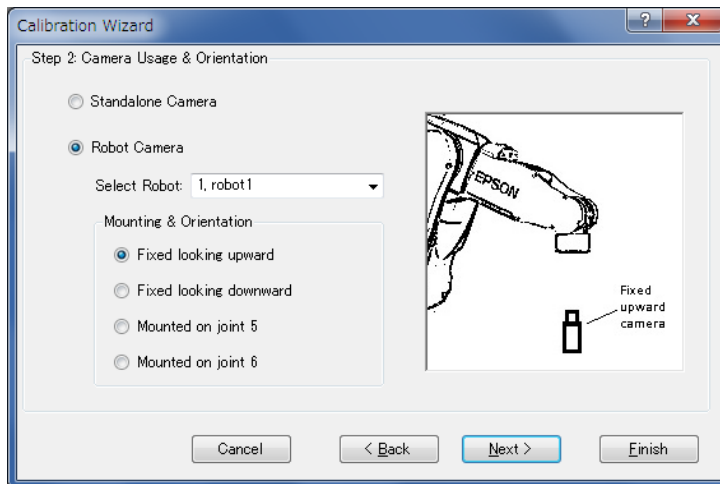 Calibration Wizard
?
X
Step 2: Camera Usage & Orientation
Standalone Camera
Robot Camera
Select Robot: 1, robot1
Mounting & Orientation
Fixed looking upward
Fixed looking downward
Mounted on joint 5
Mounted on joint 6
EPSON
Fixed
upward
camera
Cancel
< Back
Next >
Finish